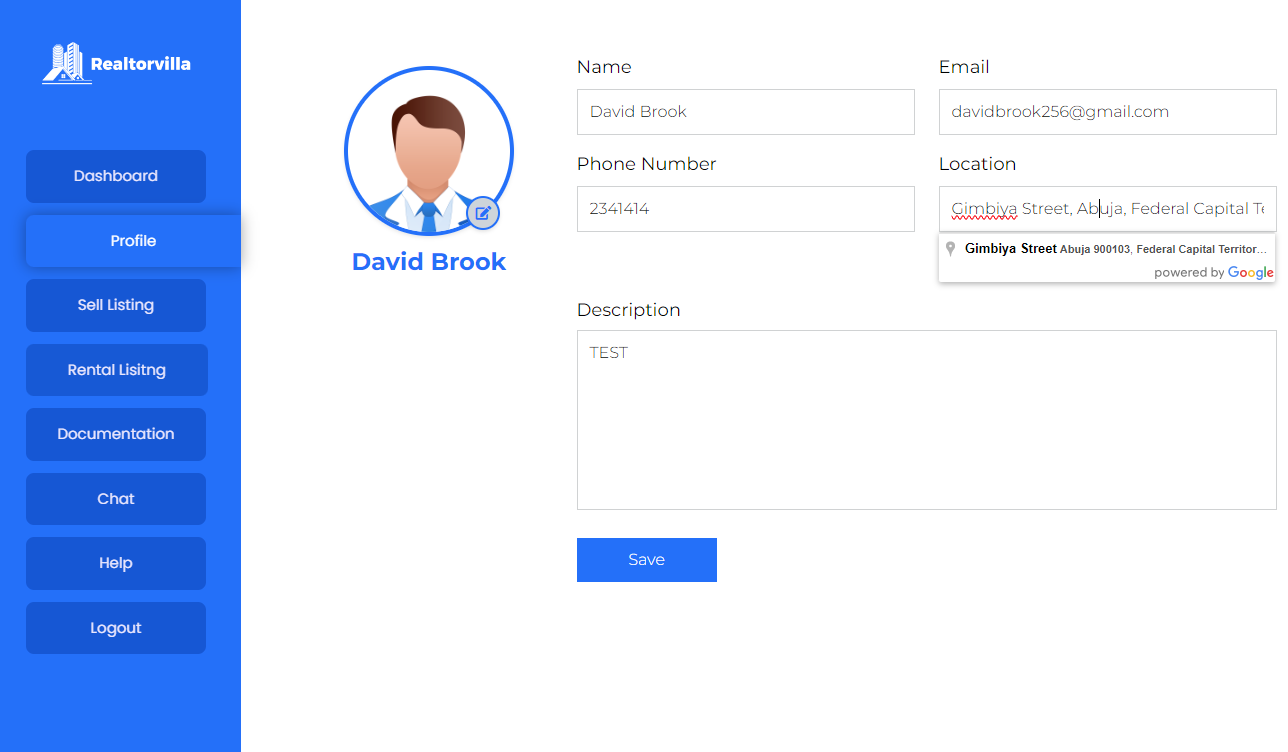 Realtorvilla
Dashboard
Profile
Sell Listing
Rental Lisitng
Documentation
Chat
Help
Logout
David Brook
Name
David Brook
Email
davidbrook256@gmail.com
Phone Number
2341414
Location
Gimbiya Street, Abuja, Federal Capital Te
Gimbiya Street Abuja 900103, Federal Capital Territor...
powered by Google
Description
TEST
Save